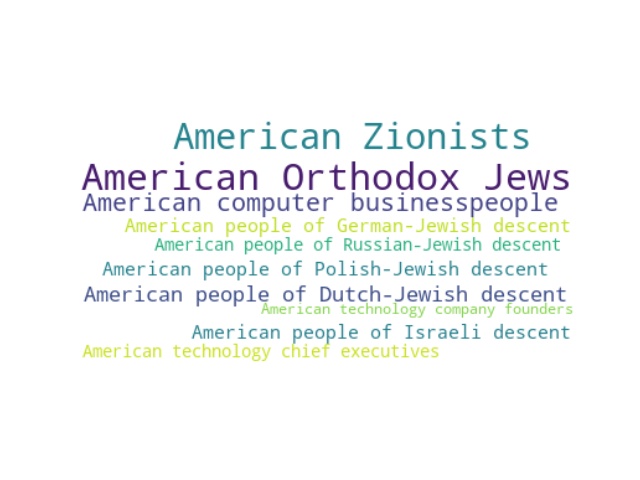 American Zionists
American Orthodox Jews
American computer businesspeople
American people of German-Jewish descent
American people of Russian-Jewish descent
American people of Polish-Jewish descent
American people of Dutch-Jewish descent
American technology company founders
American people of Israeli descent
American technology chief executives